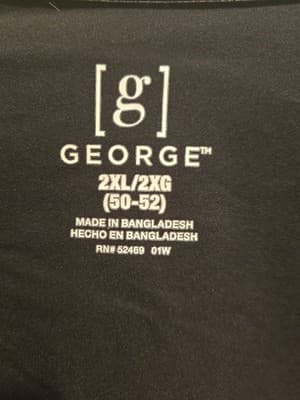 [g]
GEORGE™
2XL/2XG
(50-52)
MADE IN BANGLADESH
HECHO EN BANGLADESH
RN# 52469 01W